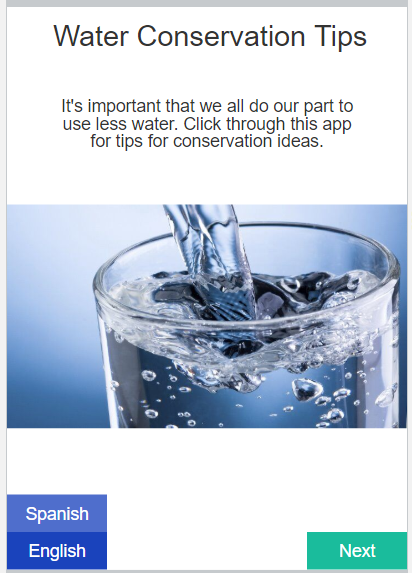 Water Conservation Tips
It's important that we all do our part to
use less water. Click through this app
for tips for conservation ideas.
Spanish
English
Next